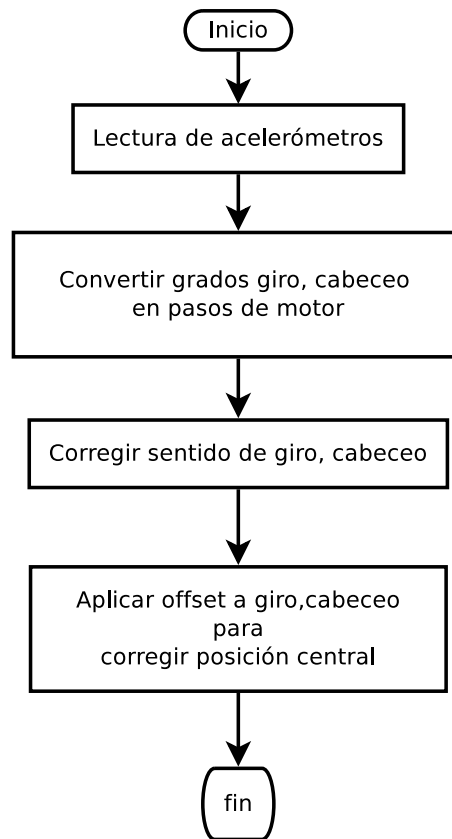 Inicio
Lectura de acelerómetros
Convertir grados giro, cabeceo
en pasos de motor
Corregir sentido de giro, cabeceo
Aplicar offset a giro,cabeceo
para
corregir posición central
fin